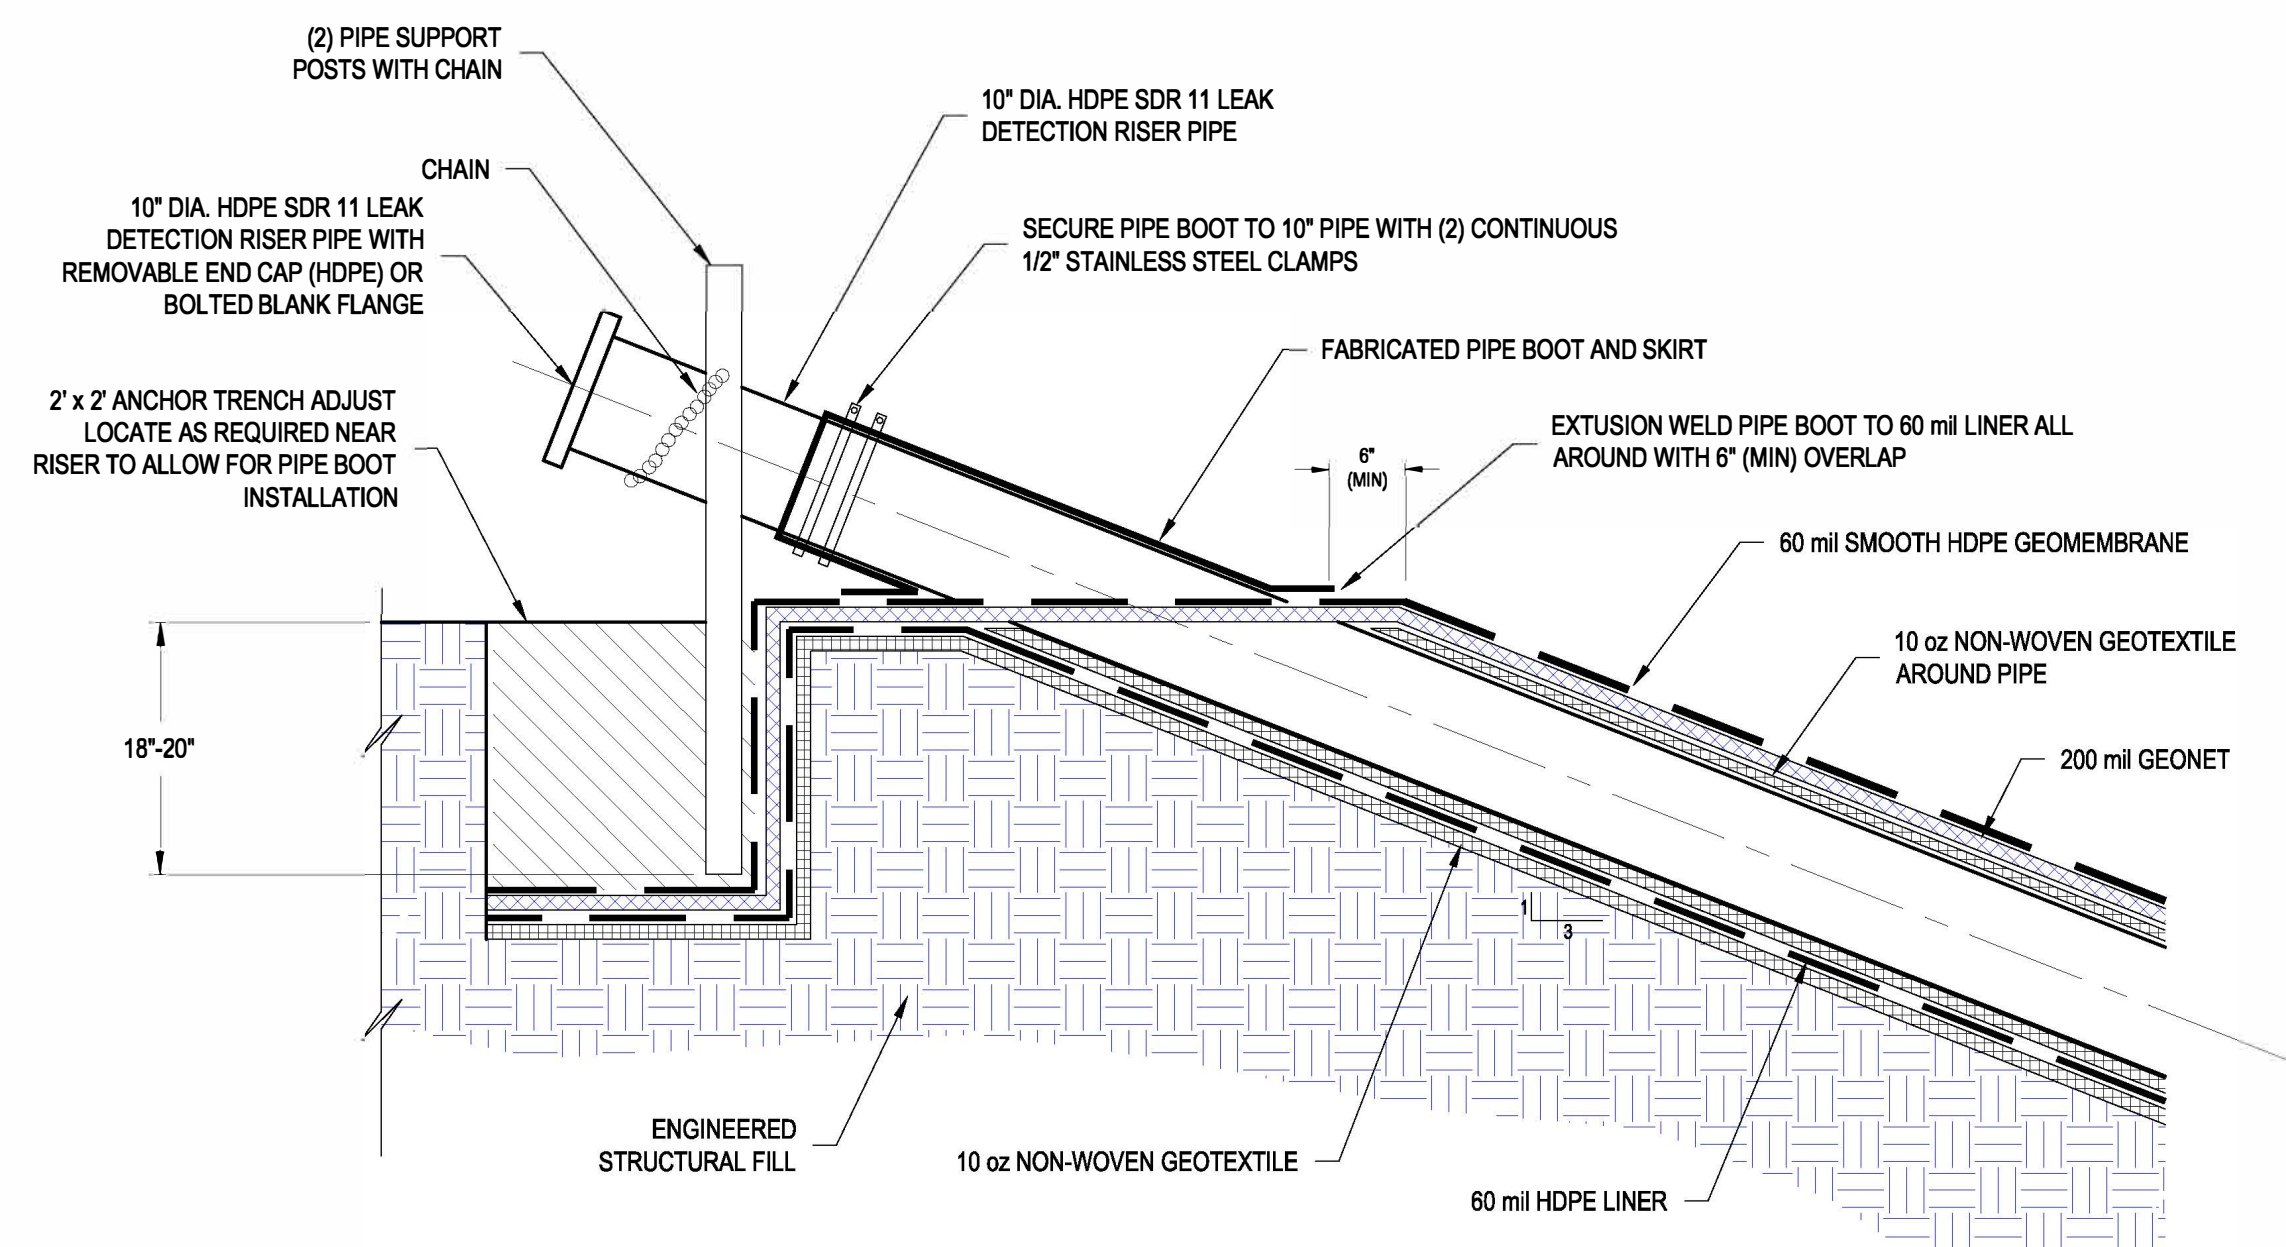 (2) PIPE SUPPORT
POSTS WITH CHAIN
10" DIA. HDPE SDR 11 LEAK
DETECTION RISER PIPE
CHAIN
10" DIA. HDPE SDR 11 LEAK
DETECTION RISER PIPE WITH
REMOVABLE END CAP (HDPE) OR
BOLTED BLANK FLANGE
SECURE PIPE BOOT TO 10" PIPE WITH (2) CONTINUOUS
1/2" STAINLESS STEEL CLAMPS
FABRICATED PIPE BOOT AND SKIRT
2' x 2' ANCHOR TRENCH ADJUST
LOCATE AS REQUIRED NEAR
RISER TO ALLOW FOR PIPE BOOT
INSTALLATION
EXTUSION WELD PIPE BOOT TO 60 mil LINER ALL
AROUND WITH 6" (MIN) OVERLAP
6"
(MIN)
60 mil SMOOTH HDPE GEOMEMBRANE
10 oz NON-WOVEN GEOTEXTILE
AROUND PIPE
200 mil GEONET
18"-20"
1
3
ENGINEERED
STRUCTURAL FILL
10 oz NON-WOVEN GEOTEXTILE
60 mil HDPE LINER